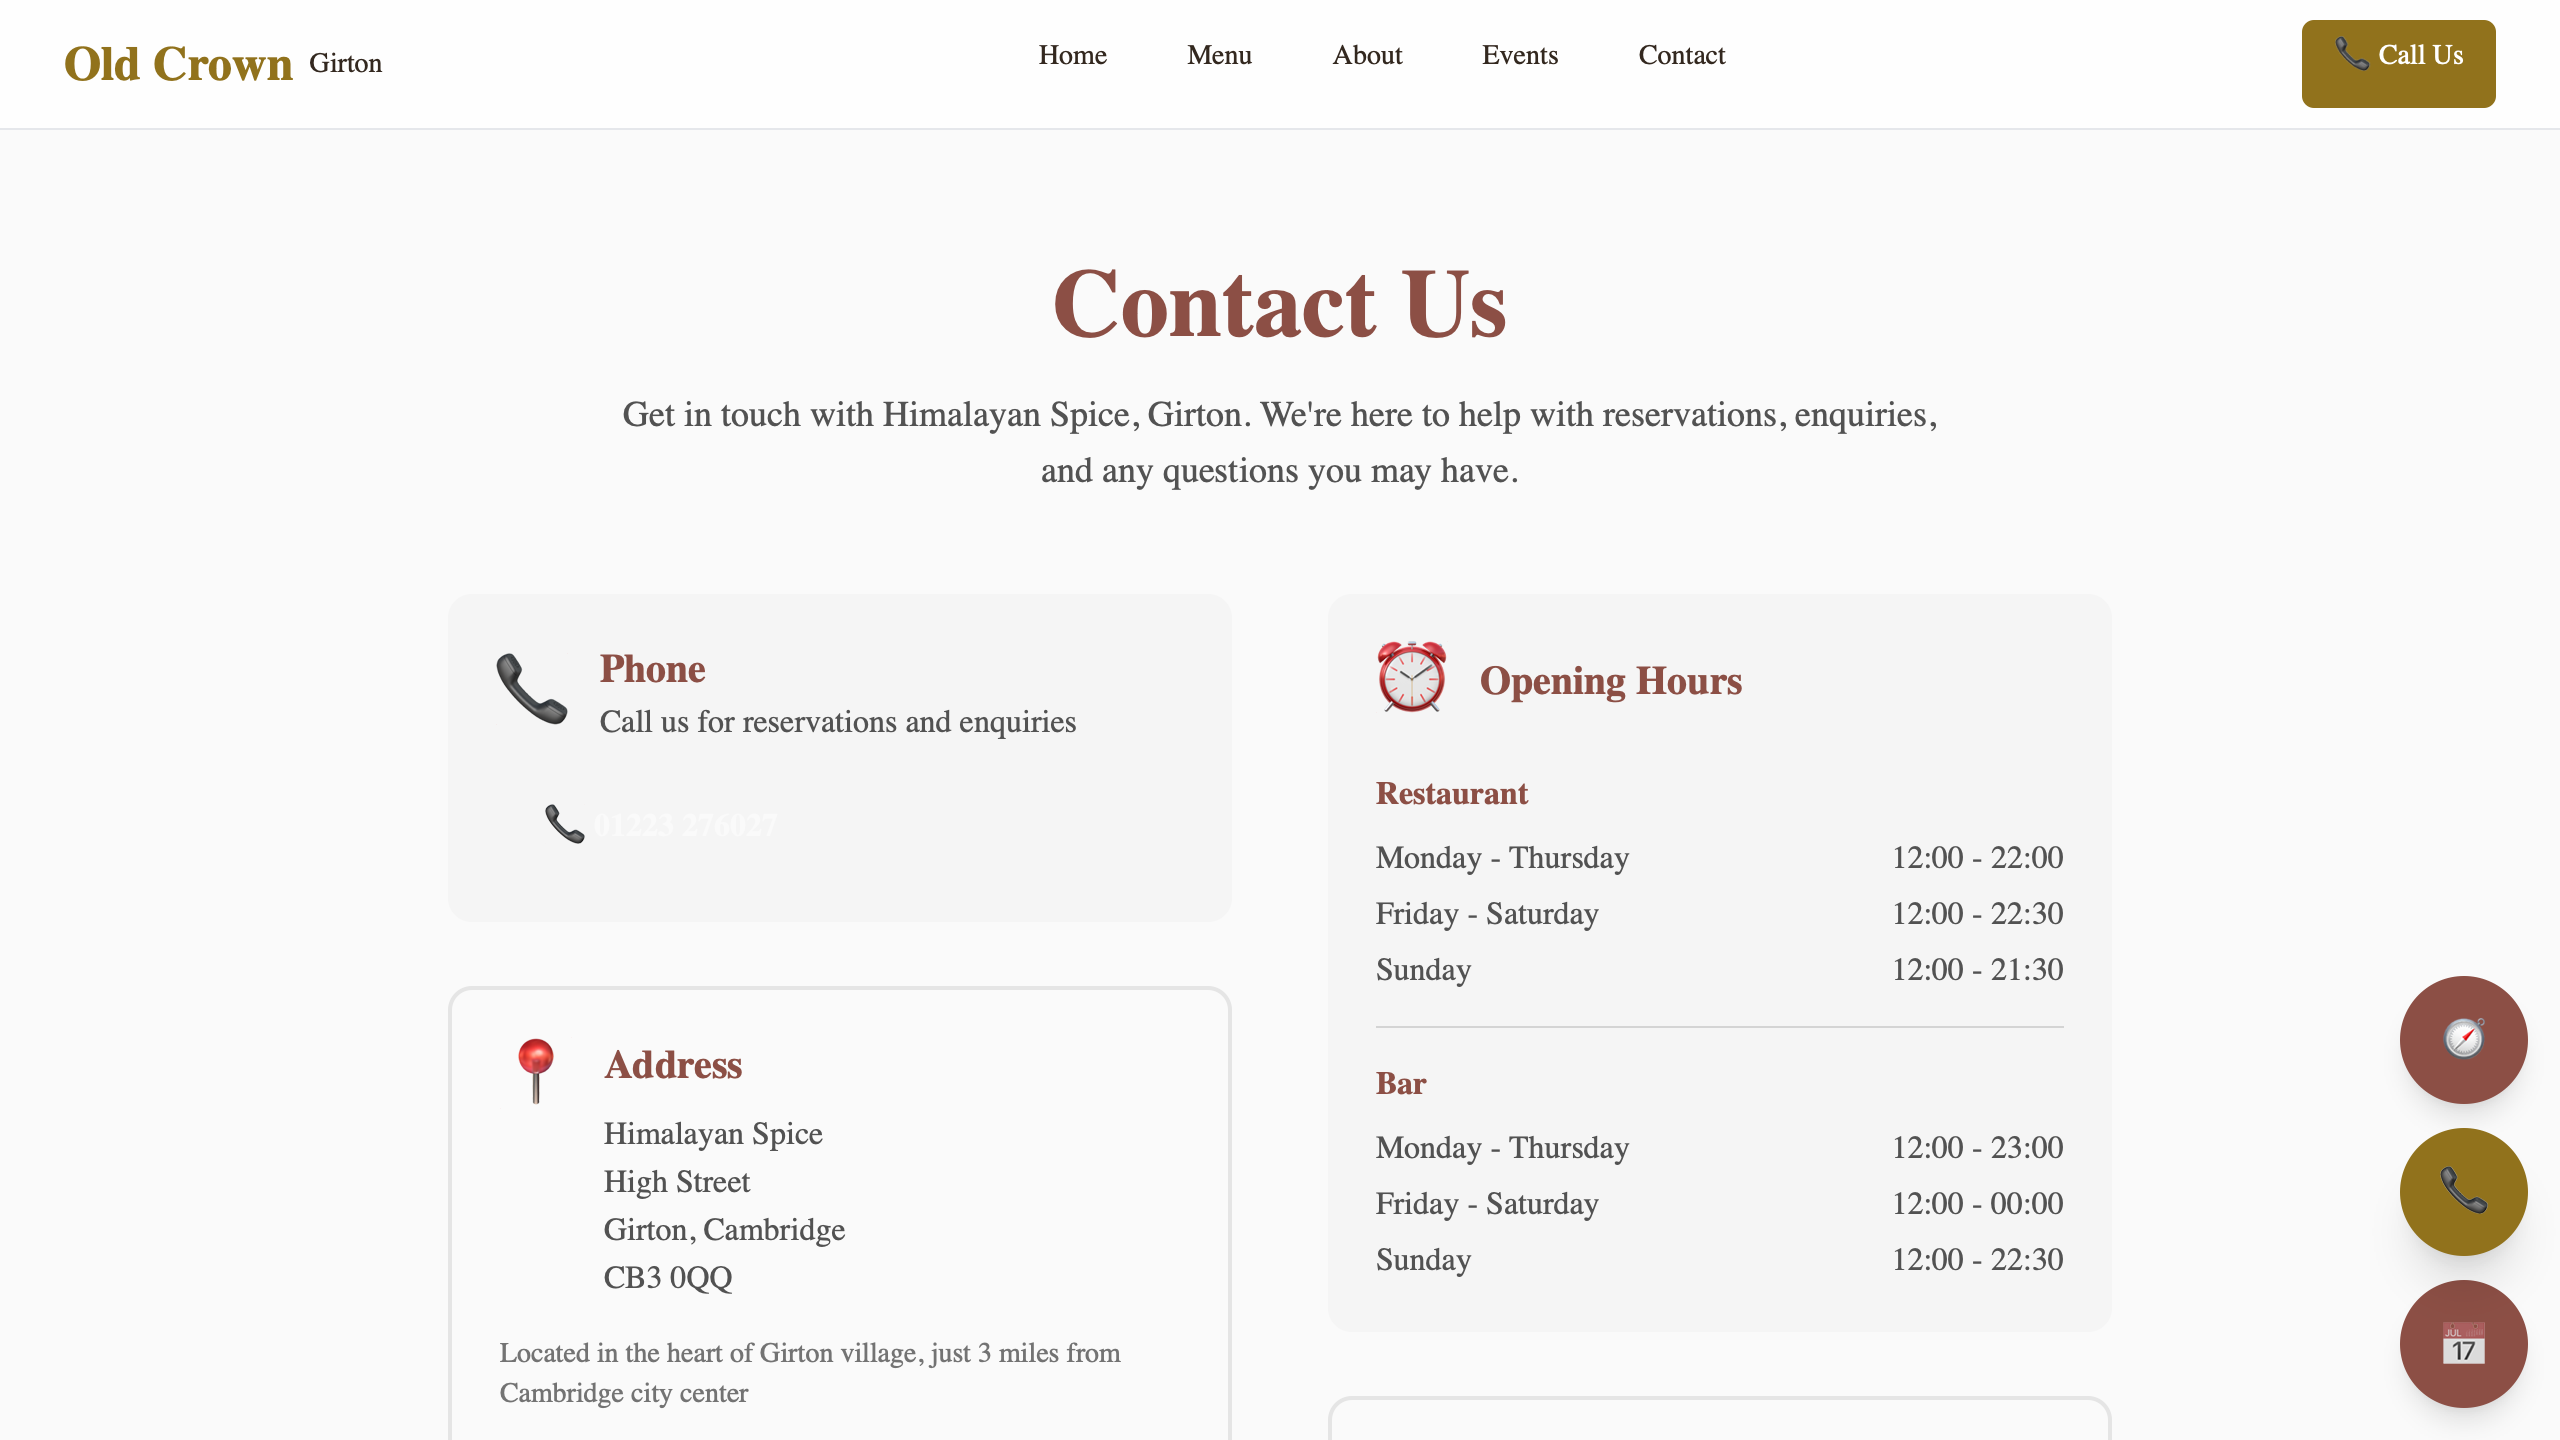 Old Crown Girton
Home
Menu
About
Events
Contact
Call Us
Contact Us
Get in touch with Himalayan Spice, Girton. We're here to help with reservations, enquiries,
and any questions you may have.
Phone
Call us for reservations and enquiries
01223 276027
Address
Himalayan Spice
High Street
Girton, Cambridge
CB3 0QQ
Located in the heart of Girton village, just 3 miles from
Cambridge city center
Opening Hours
Restaurant
Monday - Thursday 12:00 - 22:00
Friday - Saturday 12:00 - 22:30
Sunday 12:00 - 21:30
Bar
Monday - Thursday 12:00 - 23:00
Friday - Saturday 12:00 - 00:00
Sunday 12:00 - 22:30
JUL
17